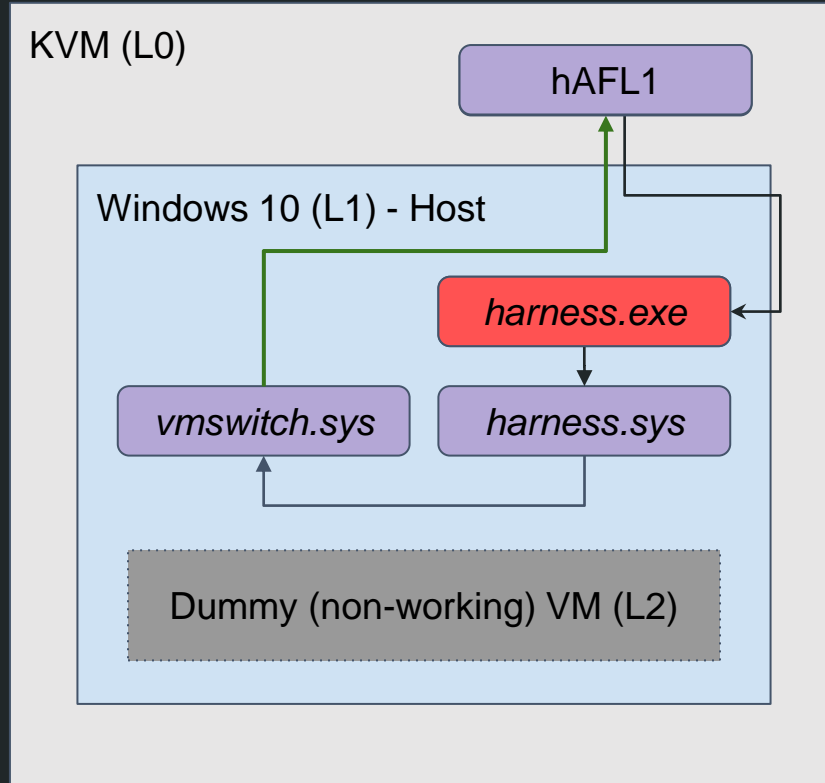 KVM (L0)
hAFL1
Windows 10 (L1) - Host
harness.exe
vmswitch.sys
harness.sys
Dummy (non-working) VM (L2)